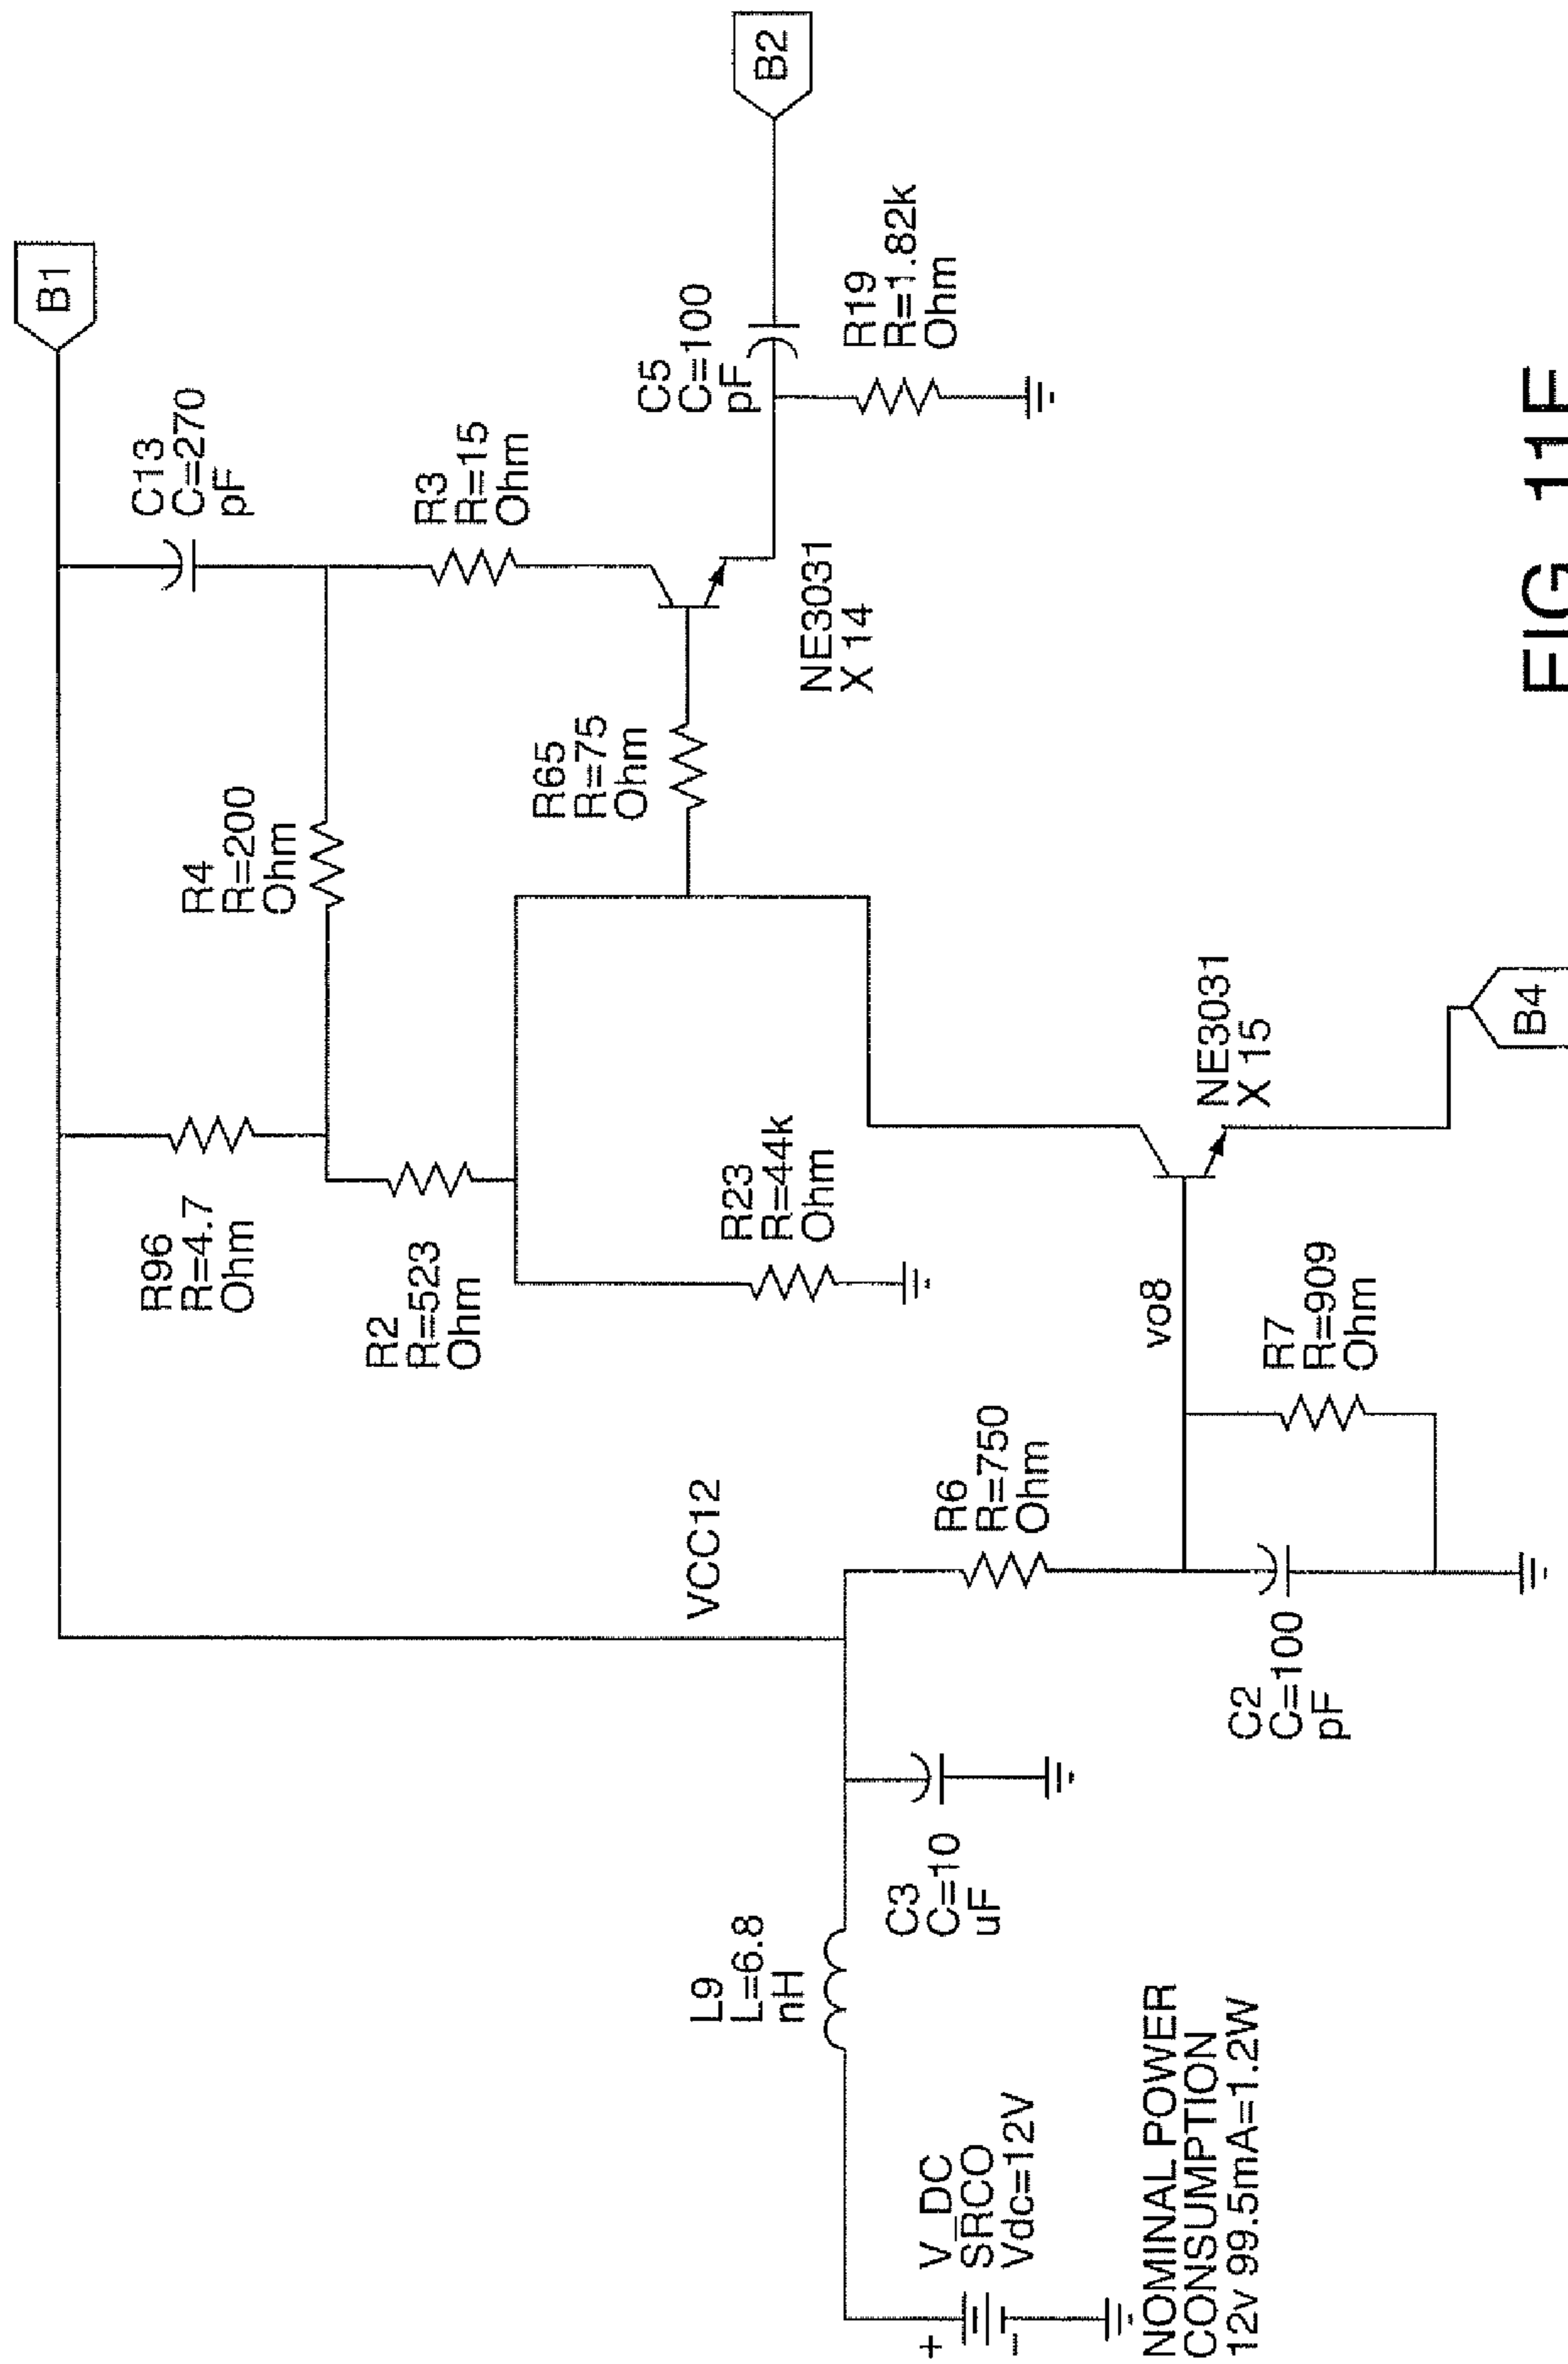 B1
C13
C=270
pF
R4
R=200
Ohm
R96
R=4.7
Ohm
R3
R=15
Ohm
B2
R2
R=523
Ohm
R65
R=75
Ohm
C5
C=100
pF
VCC12
R23
R=44k
Ohm
NE3031
X 14
R19
R=1.82k
Ohm
L9
L=6.8
nH
C3
C=10
uF
R6
R=750
Ohm
vo8
NE3031
X 15
V_DC
SRCO
Vdc=12V
+
-
R7
R=909
Ohm
C2
C=100
pF
B4
NOMINAL POWER
CONSUMPTION
12v 99.5mA=1.2W
FIG